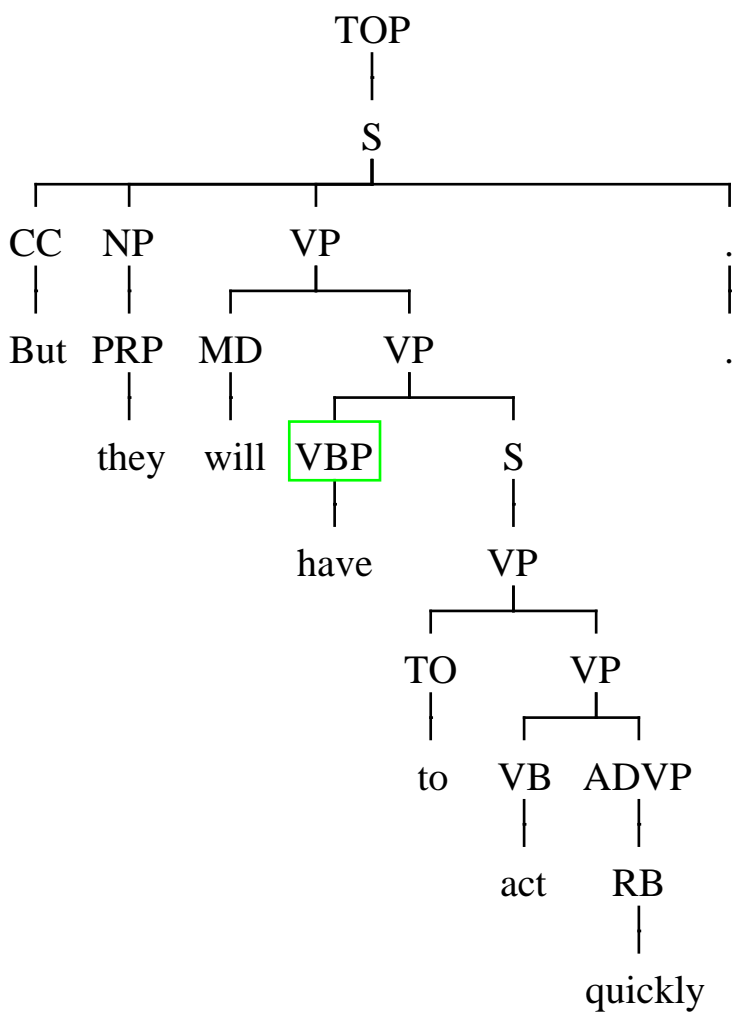 TOP
S
CC NP VP .
But PRP MD VP .
they will VBP S
have VP
TO VP
to VB ADVP
act RB
quickly